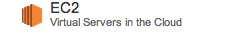 EC2
Virtual Servers in the Cloud